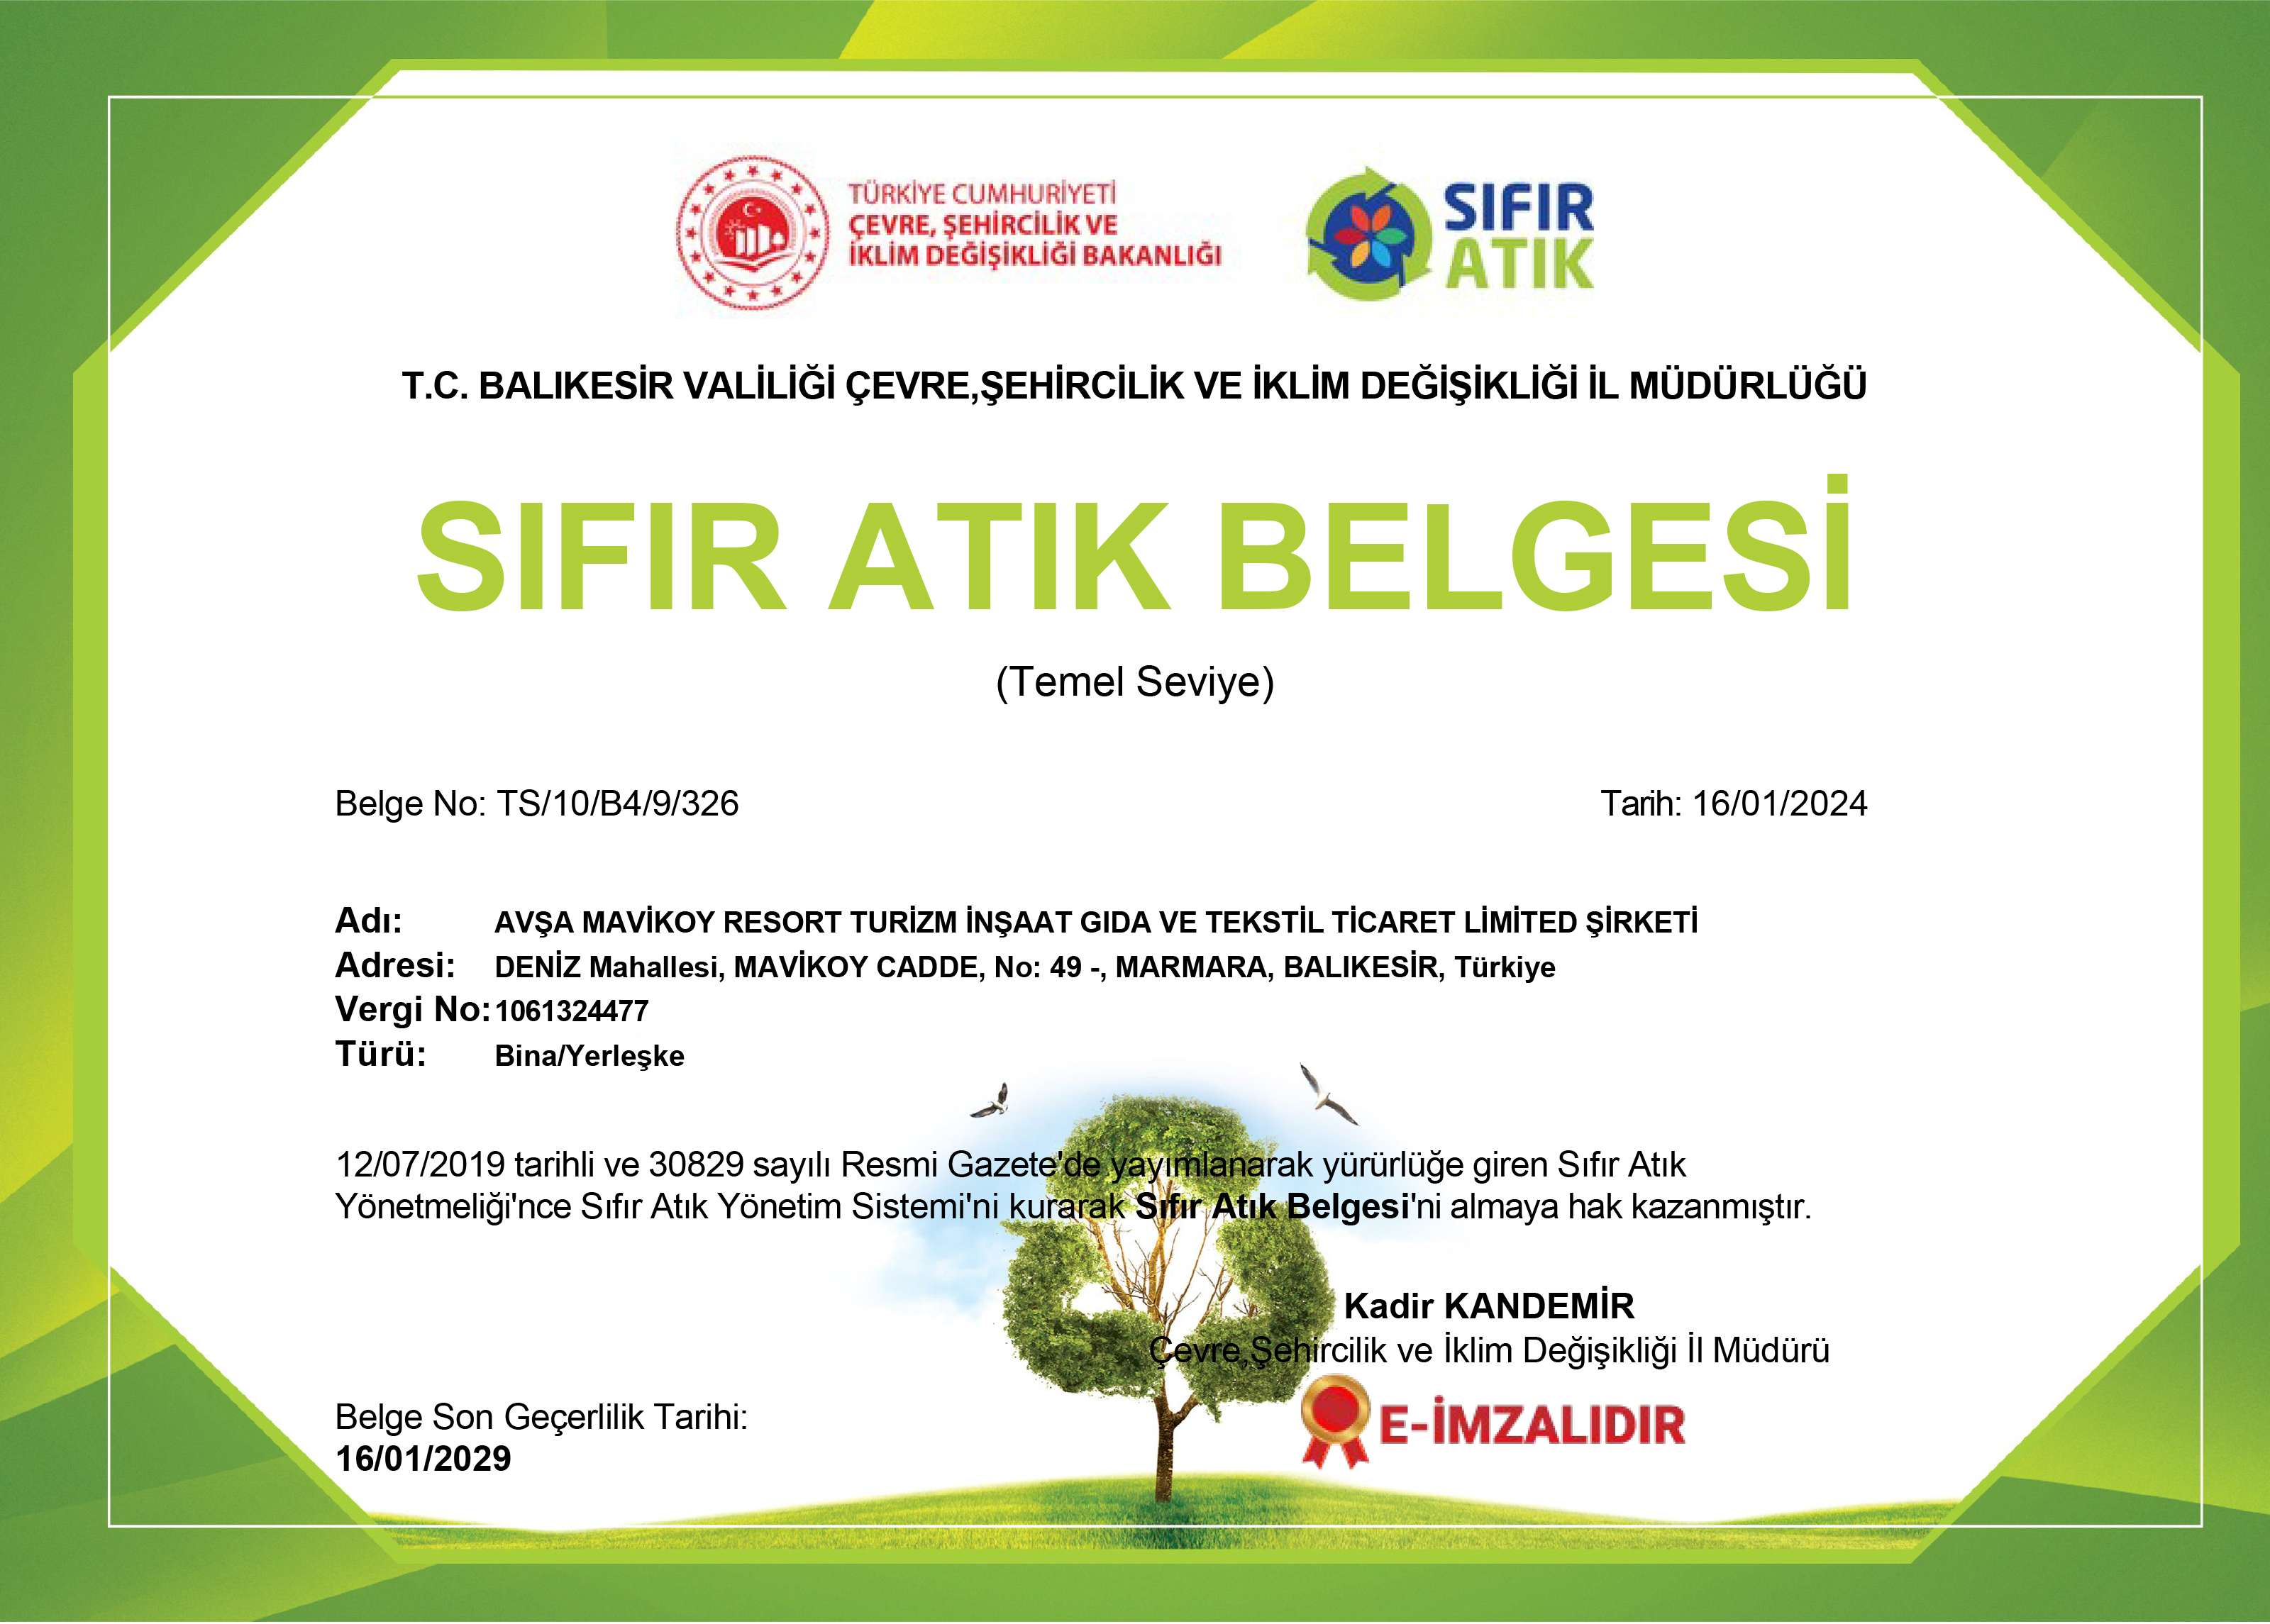 TÜRKİYE CUMHURİYETİ
ÇEVRE, ŞEHİRCİLİK VE
İKLİM DEĞİŞİKLİĞİ BAKANLIĞI
SIFIR
ATIK
T.C. BALIKESİR VALİLİĞİ ÇEVRE,ŞEHİRCİLİK VE İKLİM DEĞİŞİKLİĞİ İL MÜDÜRLÜĞÜ
SIFIR ATIK BELGESİ
(Temel Seviye)
Belge No: TS/10/B4/9/326 Tarih: 16/01/2024
Adı: AVŞA MAVİKOY RESORT TURİZM İNŞAAT GIDA VE TEKSTİL TİCARET LİMİTED ŞİRKETİ
Adresi: DENİZ Mahallesi, MAVİKOY CADDE, No: 49 -, MARMARA, BALIKESİR, Türkiye
Vergi No: 1061324477
Türü: Bina/Yerleşke
12/07/2019 tarihli ve 30829 sayılı Resmi Gazete'de yayımlanarak yürürlüğe giren Sıfır Atık
Yönetmeliği'nce Sıfır Atık Yönetim Sistemi'ni kurarak Sıfır Atık Belgesi'ni almaya hak kazanmıştır.
Kadir KANDEMİR
Çevre,Şehircilik ve İklim Değişikliği İl Müdürü
E-İMZALIDIR
Belge Son Geçerlilik Tarihi:
16/01/2029